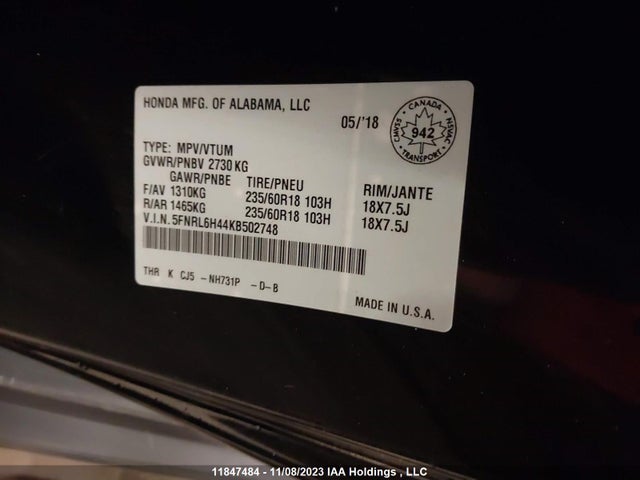 HONDA MFG. OF ALABAMA, LLC
05/'18
CANADA
CMVSS
NSVAC
942
TRANSPORT
TYPE: MPV/VTUM
GVWR/PNBV 2730 KG
GAWR/PNBE TIRE/PNEU RIM/JANTE
F/AV 1310KG 235/60R18 103H 18X7.5J
R/AR 1465KG 235/60R18 103H 18X7.5J
V.I.N. 5FNRL6H44KB502748
THR K CJ5 -NH731P -D-B
MADE IN U.S.A.
11847484 - 11/08/2023 IAA Holdings , LLC